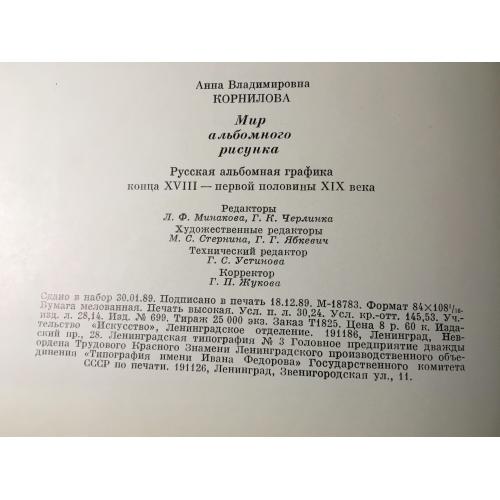 Анна Владимировна
КОРНИЛОВА
Мир
альбомного
рисунка
Русская альбомная графика
конца XVIII — первой половины XIX века
Редакторы
Л. Ф. Минакова, Г. К. Черлинка
Художественные редакторы
М. С. Стернина, Г. Г. Ябкевич
Технический редактор
Г. С. Устинова
Корректор
Г. П. Жукова
Сдано в набор 30.01.89. Подписано в печать 18.12.89. М-18783. Формат 84×108¹/₁₆.
Бумага мелованная. Печать высокая. Усл. п. л. 30,24. Усл. кр.-отт. 145,53. Уч.-
изд. л. 28,14. Изд. № 699. Тираж 25 000 экз. Заказ Т1825. Цена 8 р. 60 к. Изда-
тельство «Искусство», Ленинградское отделение. 191186, Ленинград, Нев-
ский пр., 28. Ленинградская типография № 3 Головное предприятие дважды
ордена Трудового Красного Знамени Ленинградского производственного объе-
динения «Типография имени Ивана Федорова» Государственного комитета
СССР по печати. 191126, Ленинград, Звенигородская ул., 11.